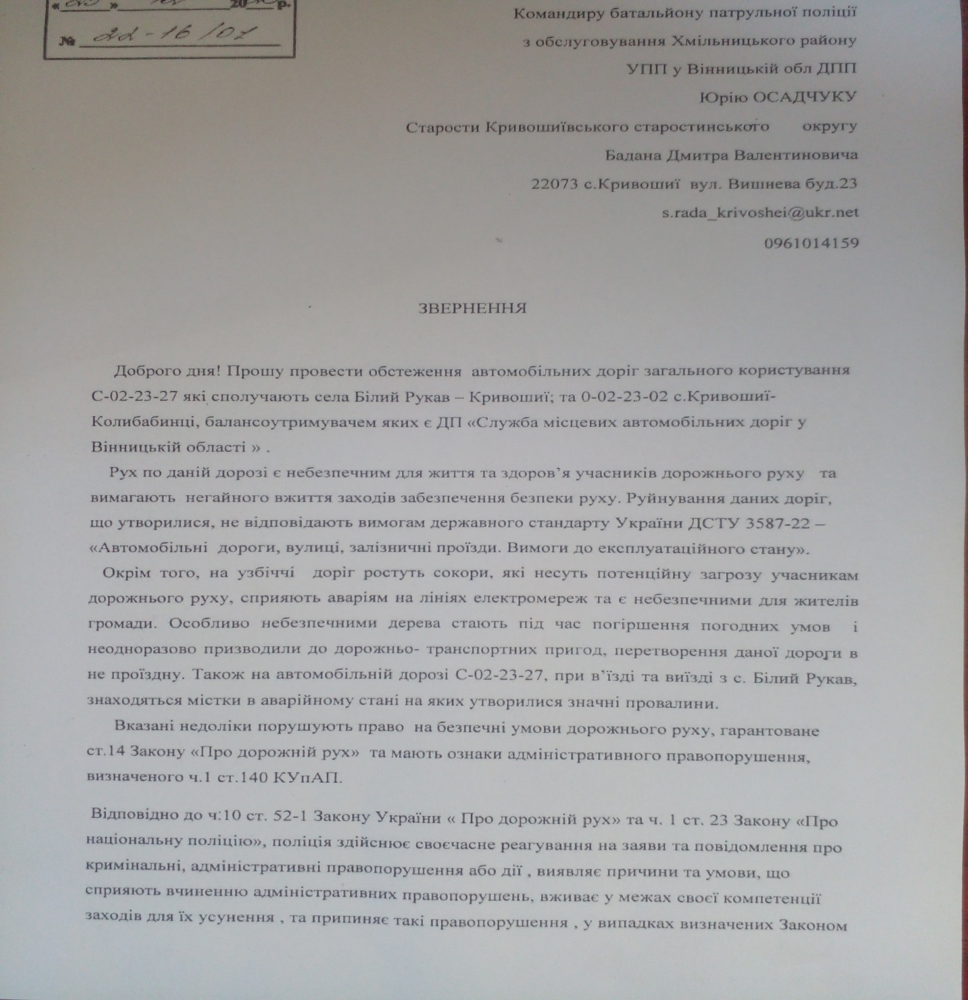 « » 20 р.
№ 22-16/01
Командиру батальйону патрульної поліції
з обслуговування Хмільницького району
УПП у Вінницькій обл ДПП
Юрію ОСАДЧУКУ
Старости Кривошиївського старостинського округу
Бадана Дмитра Валентиновича
22073 с.Кривошиї вул. Вишнева буд.23
s.rada_krivoshei@ukr.net
0961014159
ЗВЕРНЕННЯ
Доброго дня! Прошу провести обстеження автомобільних доріг загального користування
С-02-23-27 які сполучають села Білий Рукав – Кривошиї; та 0-02-23-02 с.Кривошиї-
Колибабинці, балансоутримувачем яких є ДП «Служба місцевих автомобільних доріг у
Вінницькій області » .
Рух по даній дорозі є небезпечним для життя та здоров’я учасників дорожнього руху та
вимагають негайного вжиття заходів забезпечення безпеки руху. Руйнування даних доріг,
що утворилися, не відповідають вимогам державного стандарту України ДСТУ 3587-22 –
«Автомобільні дороги, вулиці, залізничні проїзди. Вимоги до експлуатаційного стану».
Окрім того, на узбіччі доріг ростуть сокори, які несуть потенційну загрозу учасникам
дорожнього руху, сприяють аваріям на лініях електромереж та є небезпечними для жителів
громади. Особливо небезпечними дерева стають під час погіршення погодних умов і
неодноразово призводили до дорожньо- транспортних пригод, перетворення даної дороги в
не проїздну. Також на автомобільній дорозі С-02-23-27, при в’їзді та виїзді з с. Білий Рукав,
знаходяться містки в аварійному стані на яких утворилися значні провалини.
Вказані недоліки порушують право на безпечні умови дорожнього руху, гарантоване
ст.14 Закону «Про дорожній рух» та мають ознаки адміністративного правопорушення,
визначеного ч.1 ст.140 КУпАП.
Відповідно до ч:10 ст. 52-1 Закону України « Про дорожній рух» та ч. 1 ст. 23 Закону «Про
національну поліцію», поліція здійснює своєчасне реагування на заяви та повідомлення про
кримінальні, адміністративні правопорушення або дії , виявляє причини та умови, що
сприяють вчиненню адміністративних правопорушень, вживає у межах своєї компетенції
заходів для їх усунення , та припиняє такі правопорушення , у випадках визначених Законом